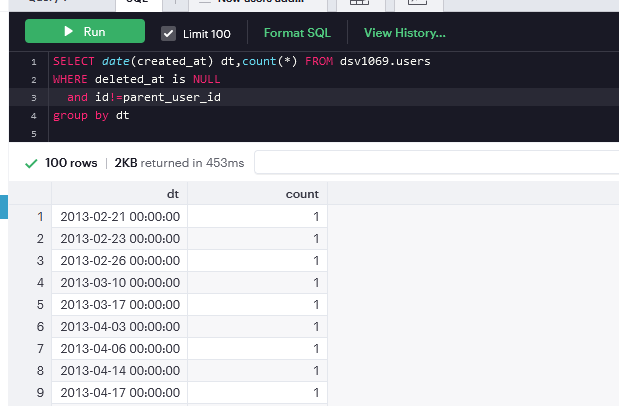 SQL
Run
Limit 100
Format SQL
View History...
1 SELECT date(created_at) dt,count(*) FROM dsv1069.users
2 WHERE deleted_at is NULL
3 and id!=parent_user_id
4 group by dt
5
100 rows | 2KB returned in 453ms
dt count
1 2013-02-21 00:00:00 1
2 2013-02-23 00:00:00 1
3 2013-02-26 00:00:00 1
4 2013-03-10 00:00:00 1
5 2013-03-17 00:00:00 1
6 2013-04-03 00:00:00 1
7 2013-04-06 00:00:00 1
8 2013-04-14 00:00:00 1
9 2013-04-17 00:00:00 1